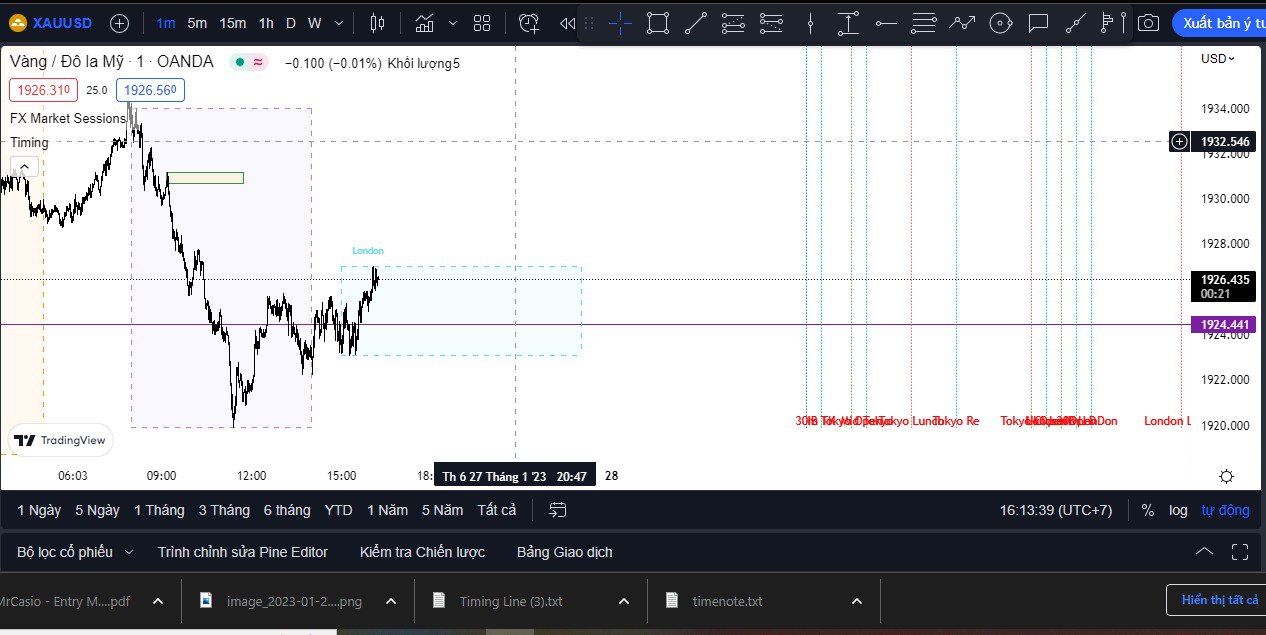 XAUUSD 1m 5m 15m 1h D W Xuất bản ý tư
Vàng / Đô la Mỹ · 1 · OANDA −0.100 (−0.01%) Khối lượng5 USD
1926.310 25.0 1926.560
FX Market Sessions
Timing
1934.000
1932.546
1932.000
1930.000
1928.000
London
1926.435
00:21
1924.441
1924.000
1922.000
1920.000
Tokyo Lunch Tokyo Re London L
TradingView
06:03 09:00 12:00 15:00 18: Th 6 27 Tháng 1 '23 20:47 28
1 Ngày 5 Ngày 1 Tháng 3 Tháng 6 tháng YTD 1 Năm 5 Năm Tất cả 16:13:39 (UTC+7) % log tự động
Bộ lọc cổ phiếu Trình chỉnh sửa Pine Editor Kiểm tra Chiến lược Bảng Giao dịch
MrCasio - Entry M....pdf image_2023-01-2....png Timing Line (3).txt timenote.txt Hiển thị tất cả